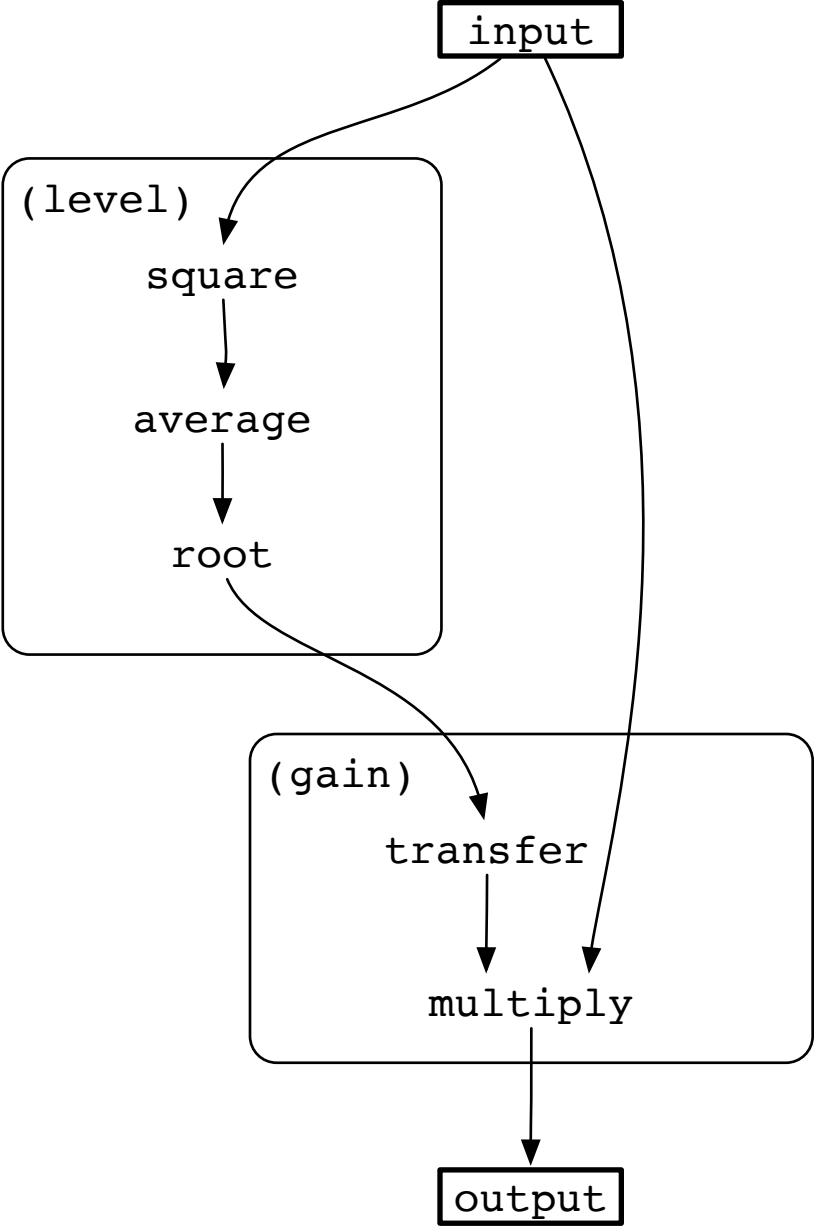 input
(level)
square
average
root
(gain)
transfer
multiply
output